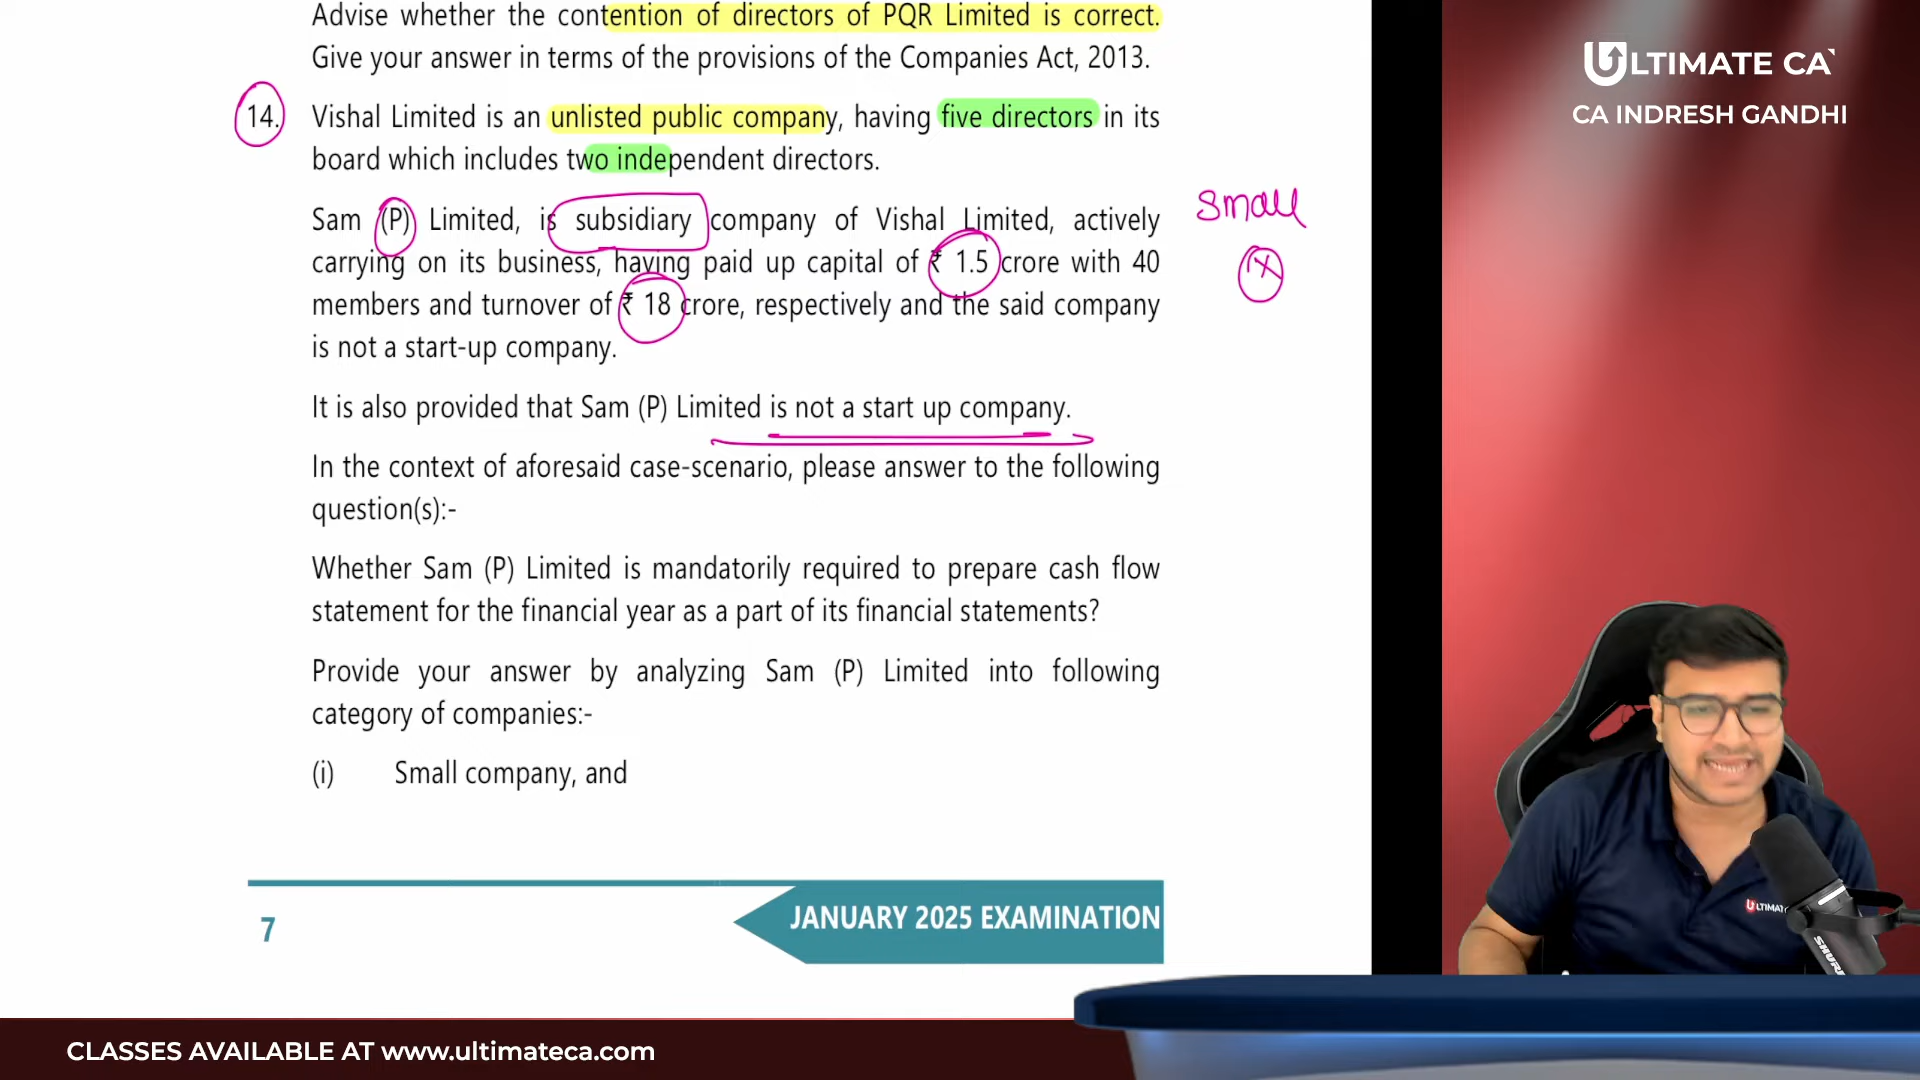 Advise whether the contention of directors of PQR Limited is correct.
Give your answer in terms of the provisions of the Companies Act, 2013.
14. Vishal Limited is an unlisted public company, having five directors in its
board which includes two independent directors.
Sam (P) Limited, is subsidiary company of Vishal Limited, actively
carrying on its business, having paid up capital of ₹ 1.5 crore with 40
members and turnover of ₹ 18 crore, respectively and the said company
is not a start-up company.
Small
It is also provided that Sam (P) Limited is not a start up company.
In the context of aforesaid case-scenario, please answer to the following
question(s):-
Whether Sam (P) Limited is mandatorily required to prepare cash flow
statement for the financial year as a part of its financial statements?
Provide your answer by analyzing Sam (P) Limited into following
category of companies:-
(i) Small company, and
7
JANUARY 2025 EXAMINATION
ULTIMATE CA
CA INDRESH GANDHI
ULTIMAT
SHURE
CLASSES AVAILABLE AT www.ultimateca.com